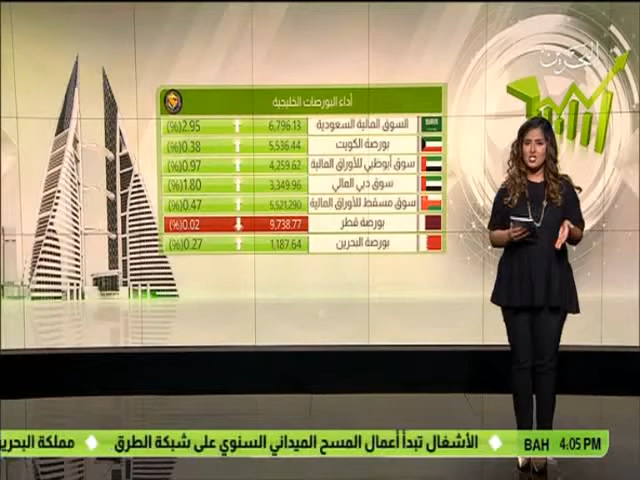 البحرين
أداء البورصات الخليجية
السوق المالية السعودية 6,796.13 2.95(%)
بورصة الكويت 5,536.44 0.38(%)
سوق أبوظبي للأوراق المالية 4,259.62 0.97(%)
سوق دبي المالي 3,349.96 1.80(%)
سوق مسقط للأوراق المالية 5,521.290 0.47(%)
بورصة قطر 9,738.77 0.02(%)
بورصة البحرين 1,187.64 0.27(%)
BAH 4:05 PM
الأشغال تبدأ أعمال المسح الميداني السنوي على شبكة الطرق
مملكة البحرين